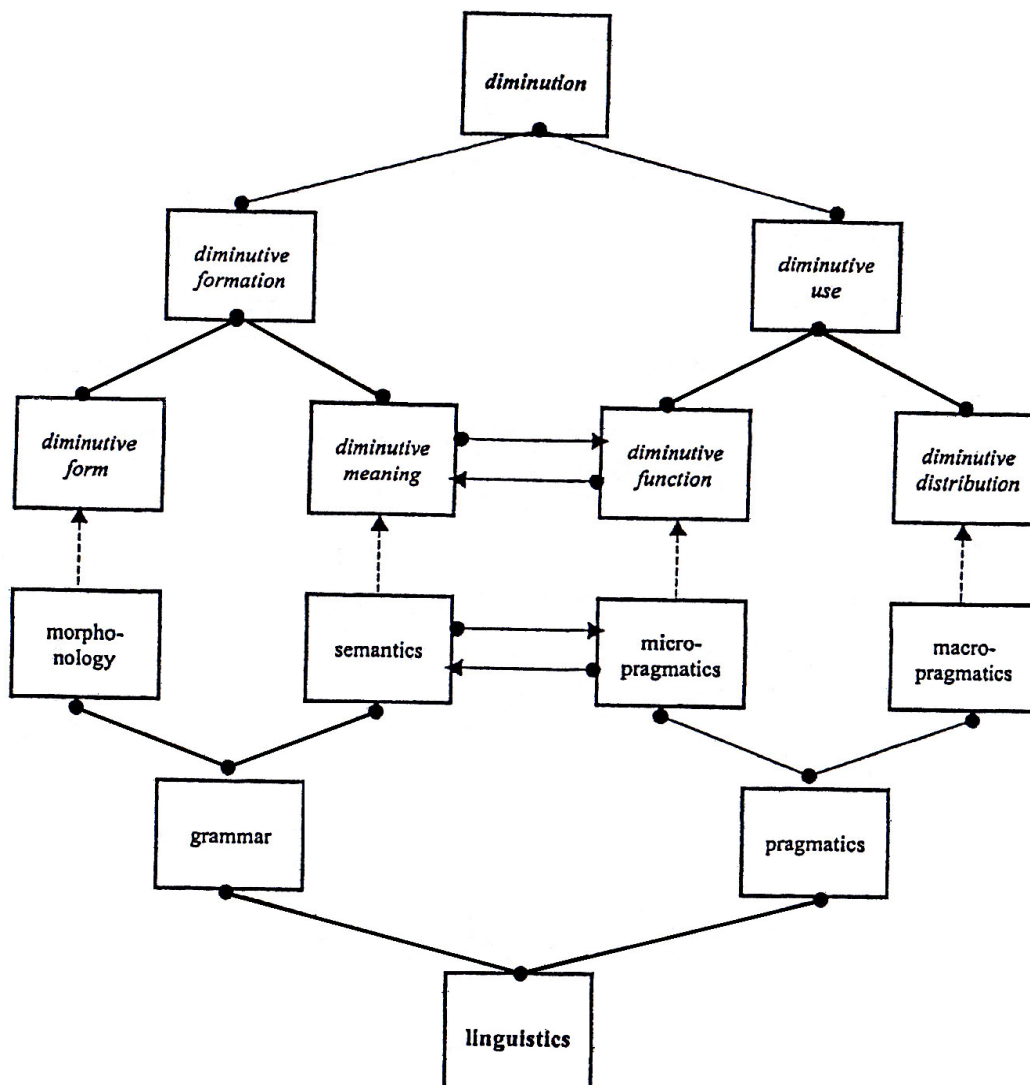 diminution
diminutive
formation
diminutive
use
diminutive
form
diminutive
meaning
diminutive
function
diminutive
distribution
morpho-
nology
semantics
micro-
pragmatics
macro-
pragmatics
grammar
pragmatics
linguistics